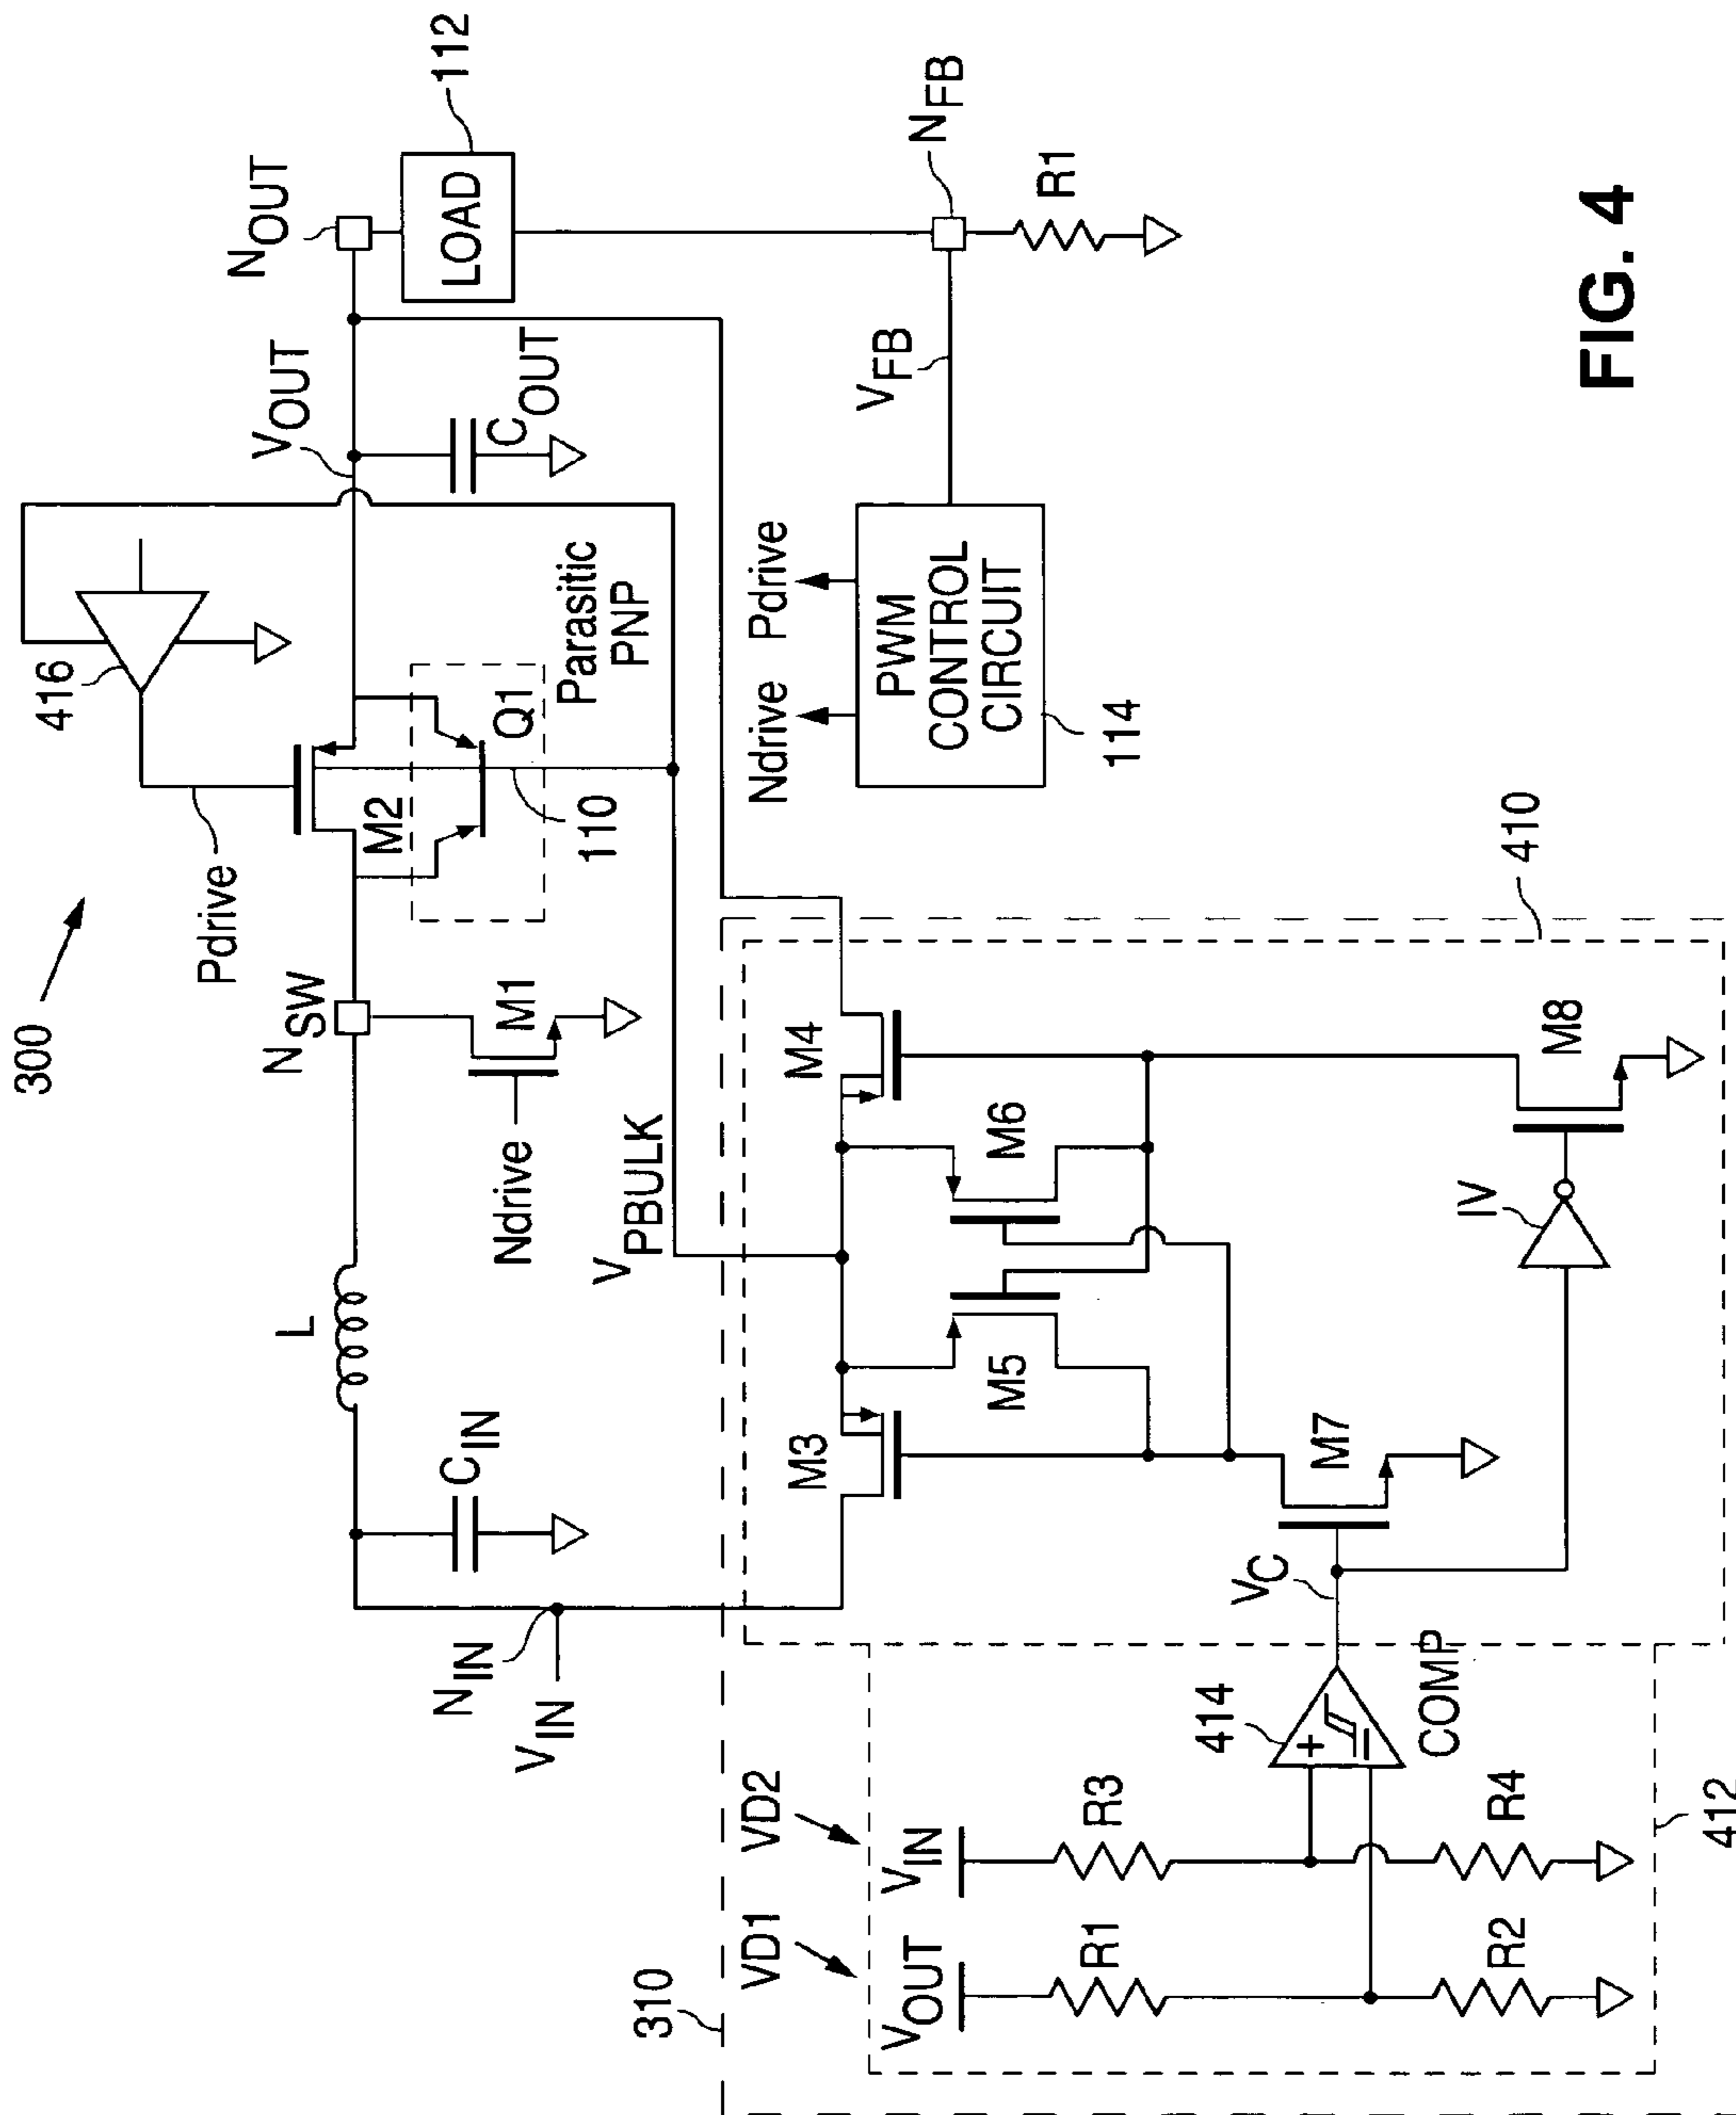 300
Pdrive
416
N_OUT
V_OUT
112
LOAD
C_OUT
N_SW
L
M2
Q1
Parasitic
PNP
110
C_IN
N_IN
V_IN
Ndrive
M1
V_PBULK
V_FB
N_FB
R1
Ndrive
Pdrive
PWM
CONTROL
CIRCUIT
114
310
VD1
VD2
V_OUT
V_IN
R1
R3
R2
R4
412
414
+
−
COMP
V_C
M3
M4
M5
M6
M7
M8
IV
410
FIG. 4